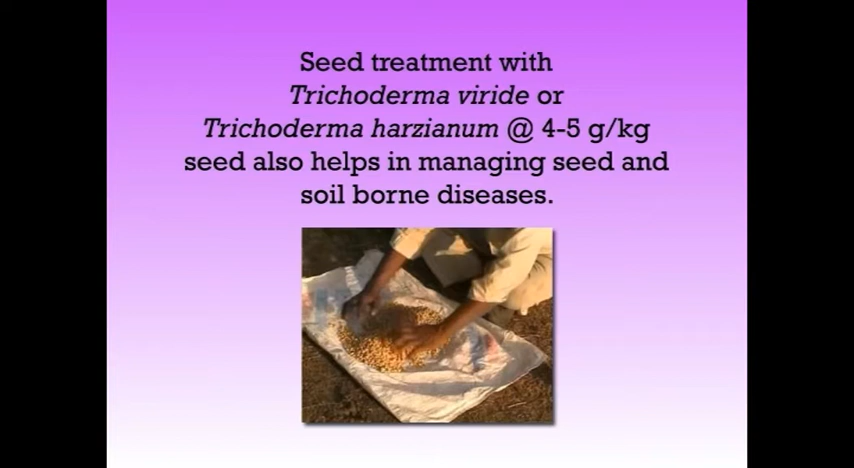 Seed treatment with
Trichoderma viride or
Trichoderma harzianum @ 4-5 g/kg
seed also helps in managing seed and
soil borne diseases.